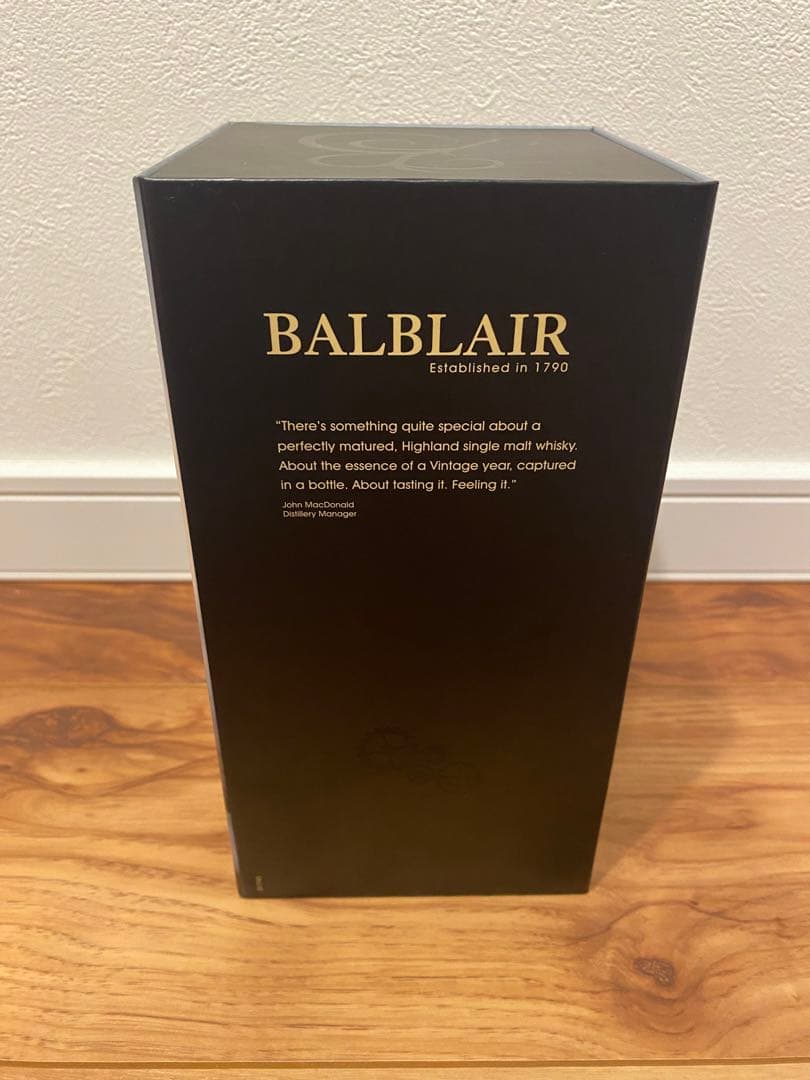 BALBLAIR
Established in 1790
"There's something quite special about a
perfectly matured, Highland single malt whisky.
About the essence of a Vintage year, captured
in a bottle. About tasting it. Feeling it."
John MacDonald
Distillery Manager